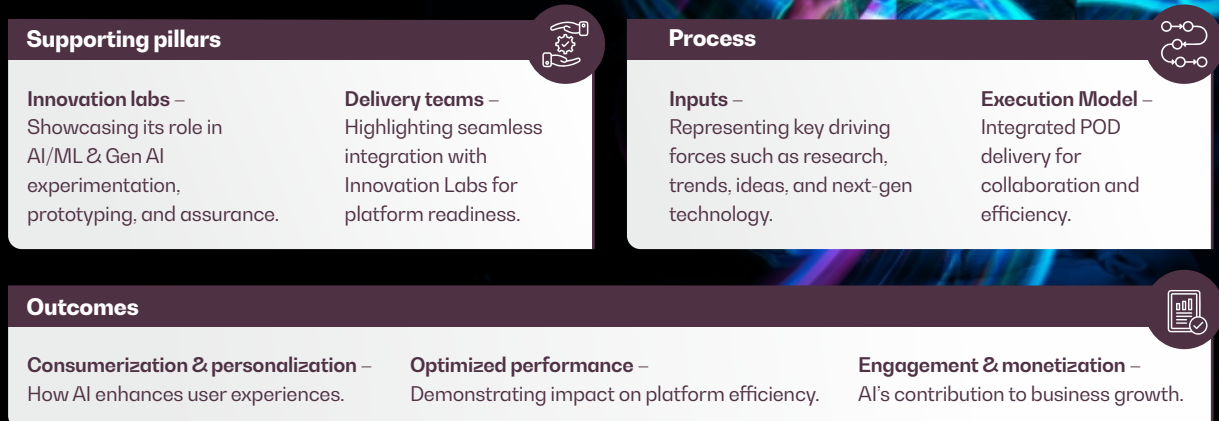 Supporting pillars
Innovation labs –
Showcasing its role in
AI/ML & Gen AI
experimentation,
prototyping, and assurance.
Delivery teams –
Highlighting seamless
integration with
Innovation Labs for
platform readiness.
Process
Inputs –
Representing key driving
forces such as research,
trends, ideas, and next-gen
technology.
Execution Model –
Integrated POD
delivery for
collaboration and
efficiency.
Outcomes
Consumerization & personalization –
How AI enhances user experiences.
Optimized performance –
Demonstrating impact on platform efficiency.
Engagement & monetization –
AI's contribution to business growth.